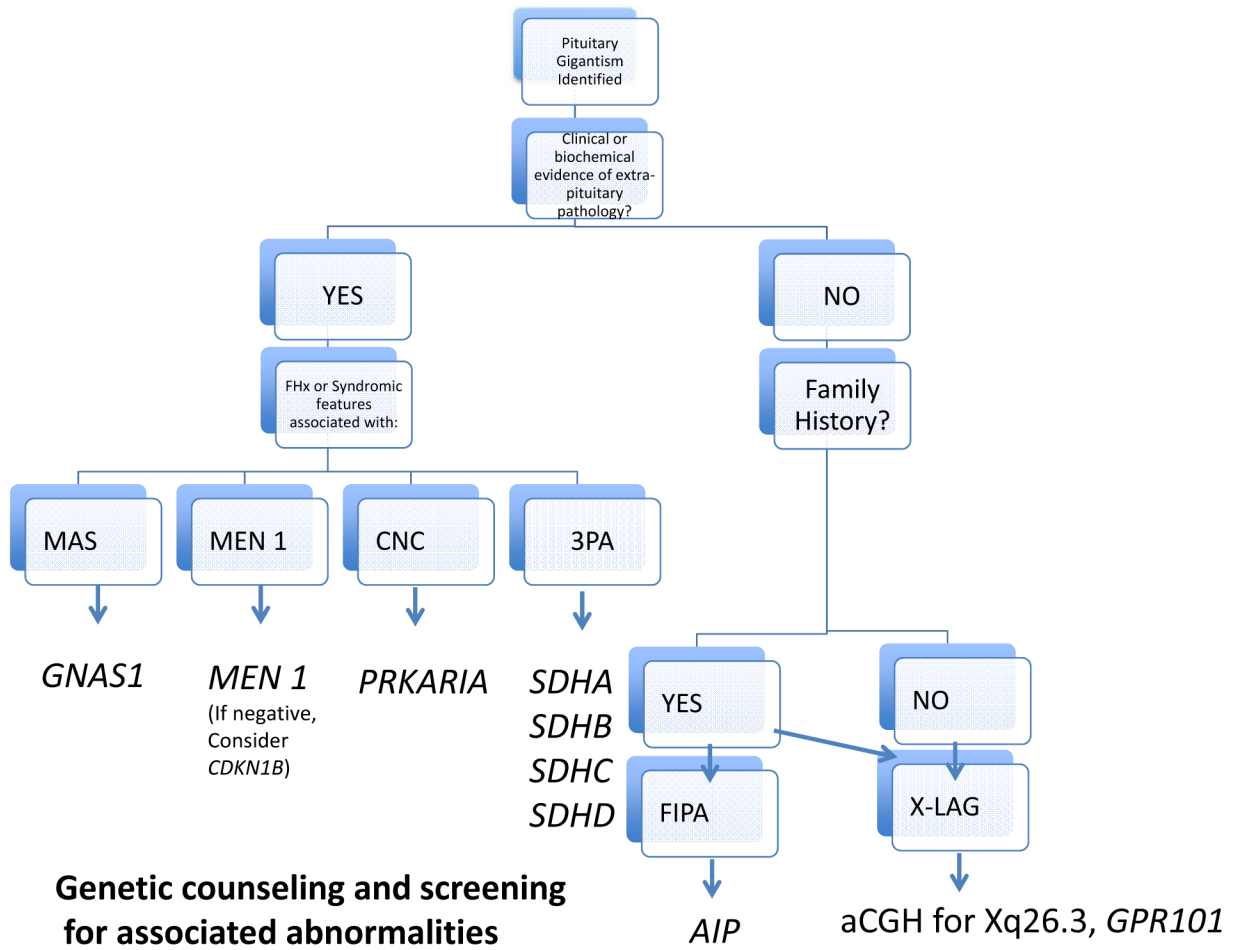 Pituitary
Gigantism
Identified
Clinical or
biochemical
evidence of extra-
pituitary
pathology?
YES
NO
FHx or Syndromic
features
associated with:
Family
History?
MAS
MEN 1
CNC
3PA
GNAS1
MEN 1
(If negative,
Consider
CDKN1B)
PRKARIA
SDHA
SDHB
SDHC
SDHD
YES
NO
FIPA
X-LAG
AIP
aCGH for Xq26.3, GPR101
Genetic counseling and screening
for associated abnormalities